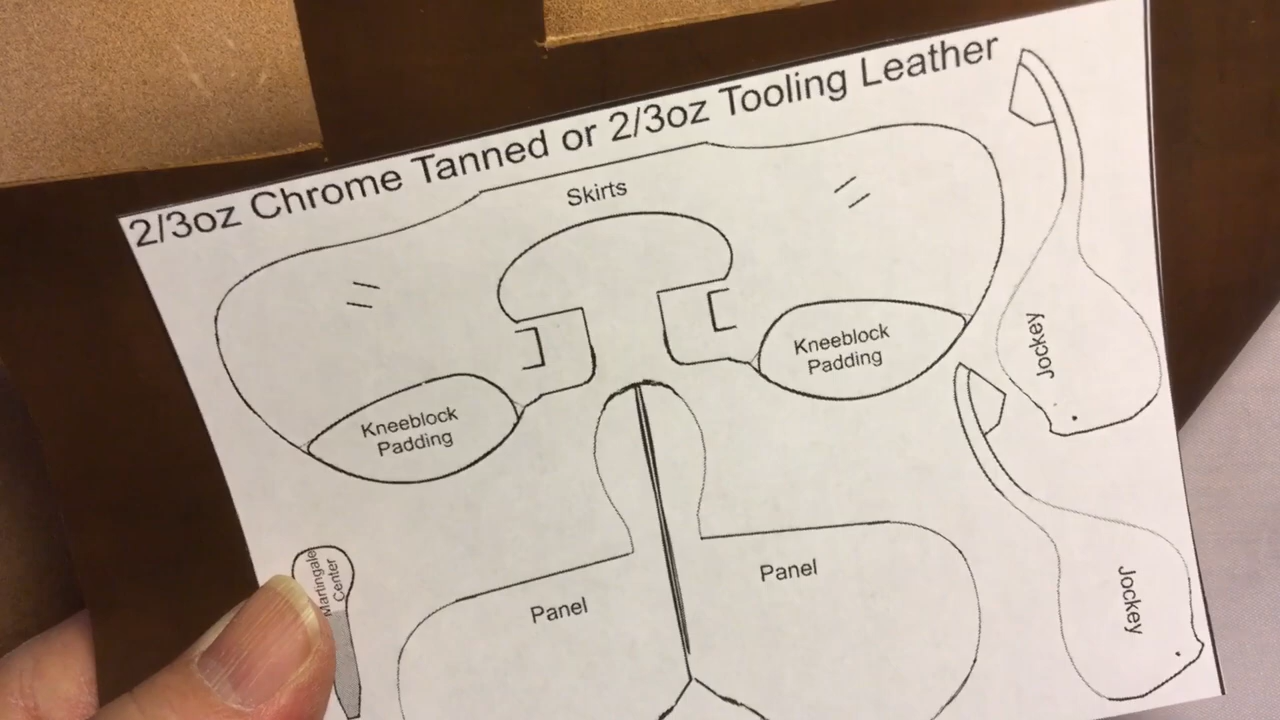 2/3oz Chrome Tanned or 2/3oz Tooling Leather
Skirts
Kneeblock
Padding
Kneeblock
Padding
Jockey
Martingale
Center
Panel
Panel
Jockey